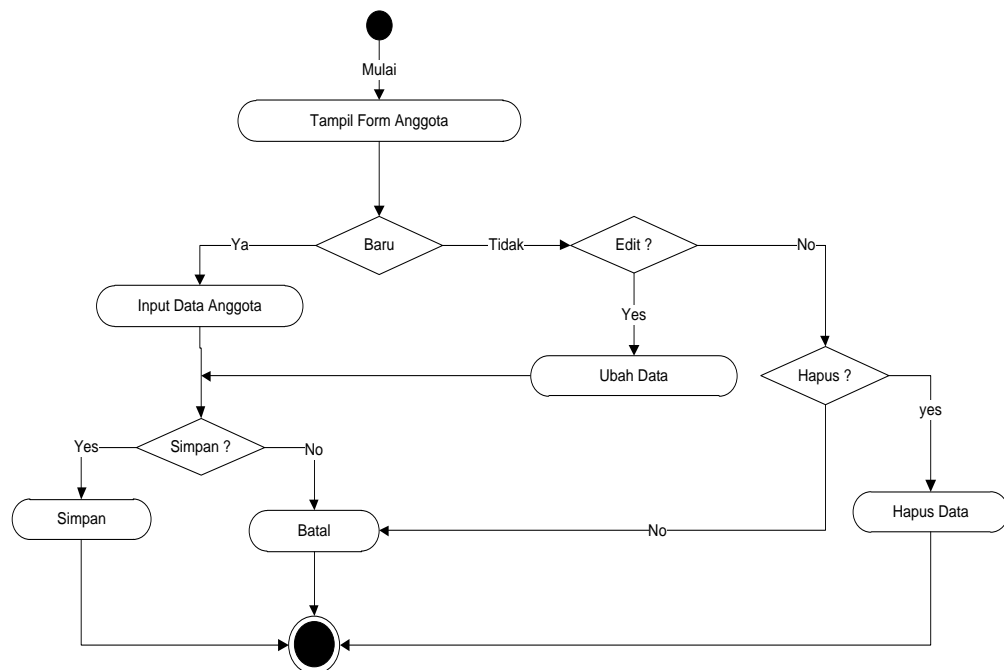 Mulai
Tampil Form Anggota
Baru
Ya
Tidak
Edit ?
No
Input Data Anggota
Yes
Ubah Data
Hapus ?
yes
Simpan ?
Yes
No
Simpan
Batal
No
Hapus Data